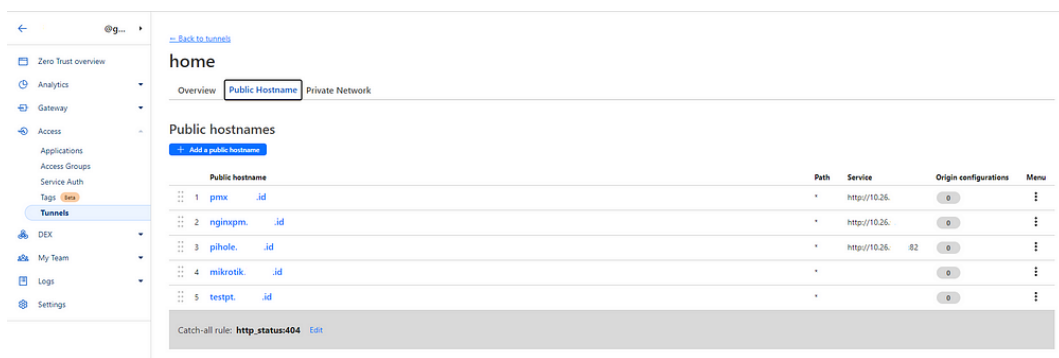 ← @g...
Zero Trust overview
Analytics
Gateway
Access
Applications
Access Groups
Service Auth
Tags Beta
Tunnels
DEX
My Team
Logs
Settings
← Back to tunnels
home
Overview Public Hostname Private Network
Public hostnames
+ Add a public hostname
Public hostname Path Service Origin configurations Menu
1 pmx .id * http://10.26. 0
2 nginxpm. .id * http://10.26. 0
3 pihole. .id * http://10.26. :82 0
4 mikrotik. .id * 0
5 testpt. .id * 0
Catch-all rule: http_status:404 Edit